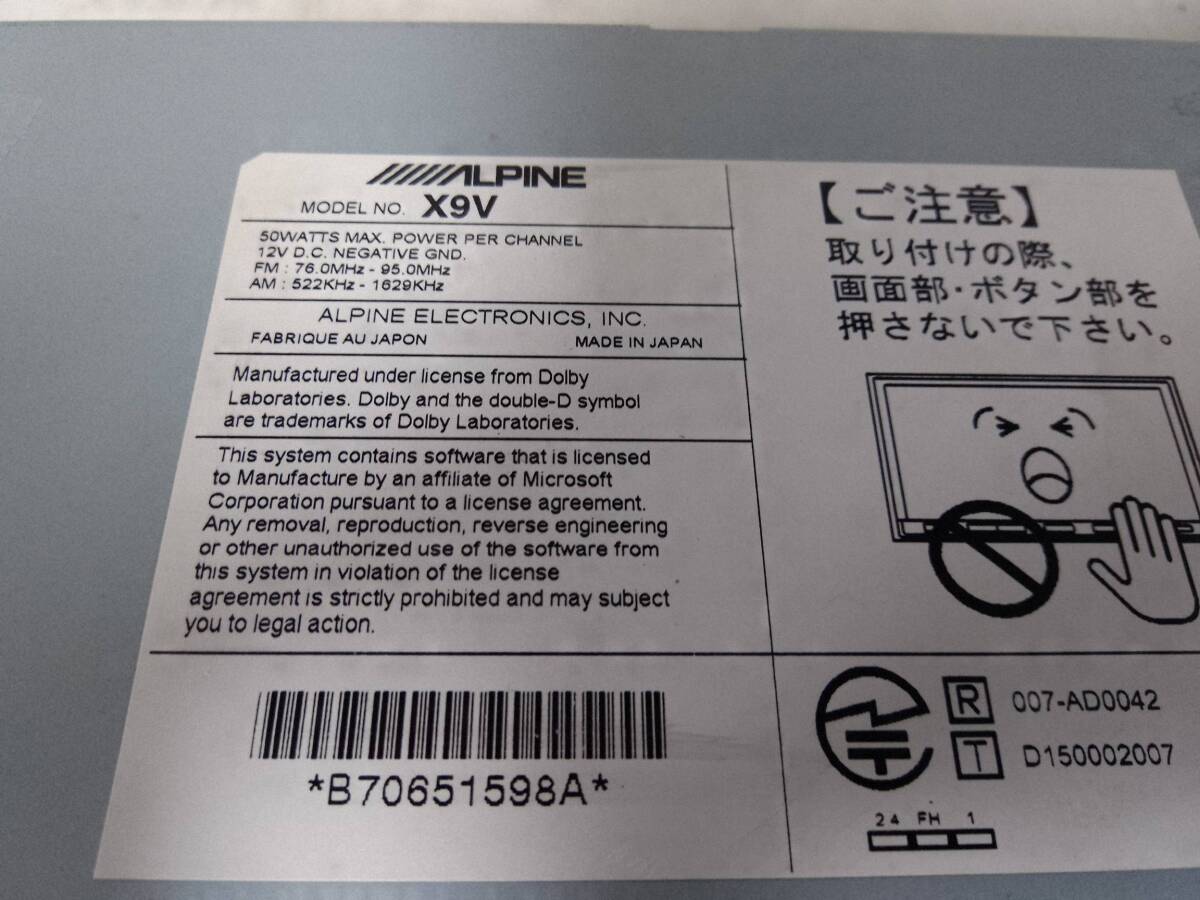 ALPINE
MODEL NO. X9V
50WATTS MAX. POWER PER CHANNEL
12V D.C. NEGATIVE GND.
FM : 76.0MHz - 95.0MHz
AM : 522KHz - 1629KHz
ALPINE ELECTRONICS, INC.
FABRIQUE AU JAPON MADE IN JAPAN
Manufactured under license from Dolby
Laboratories. Dolby and the double-D symbol
are trademarks of Dolby Laboratories.
This system contains software that is licensed
to Manufacture by an affiliate of Microsoft
Corporation pursuant to a license agreement.
Any removal, reproduction, reverse engineering
or other unauthorized use of the software from
this system in violation of the license
agreement is strictly prohibited and may subject
you to legal action.
*B70651598A*
【ご注意】
取り付けの際、
画面部・ボタン部を
押さないで下さい。
R 007-AD0042
T D150002007
24 FH 1